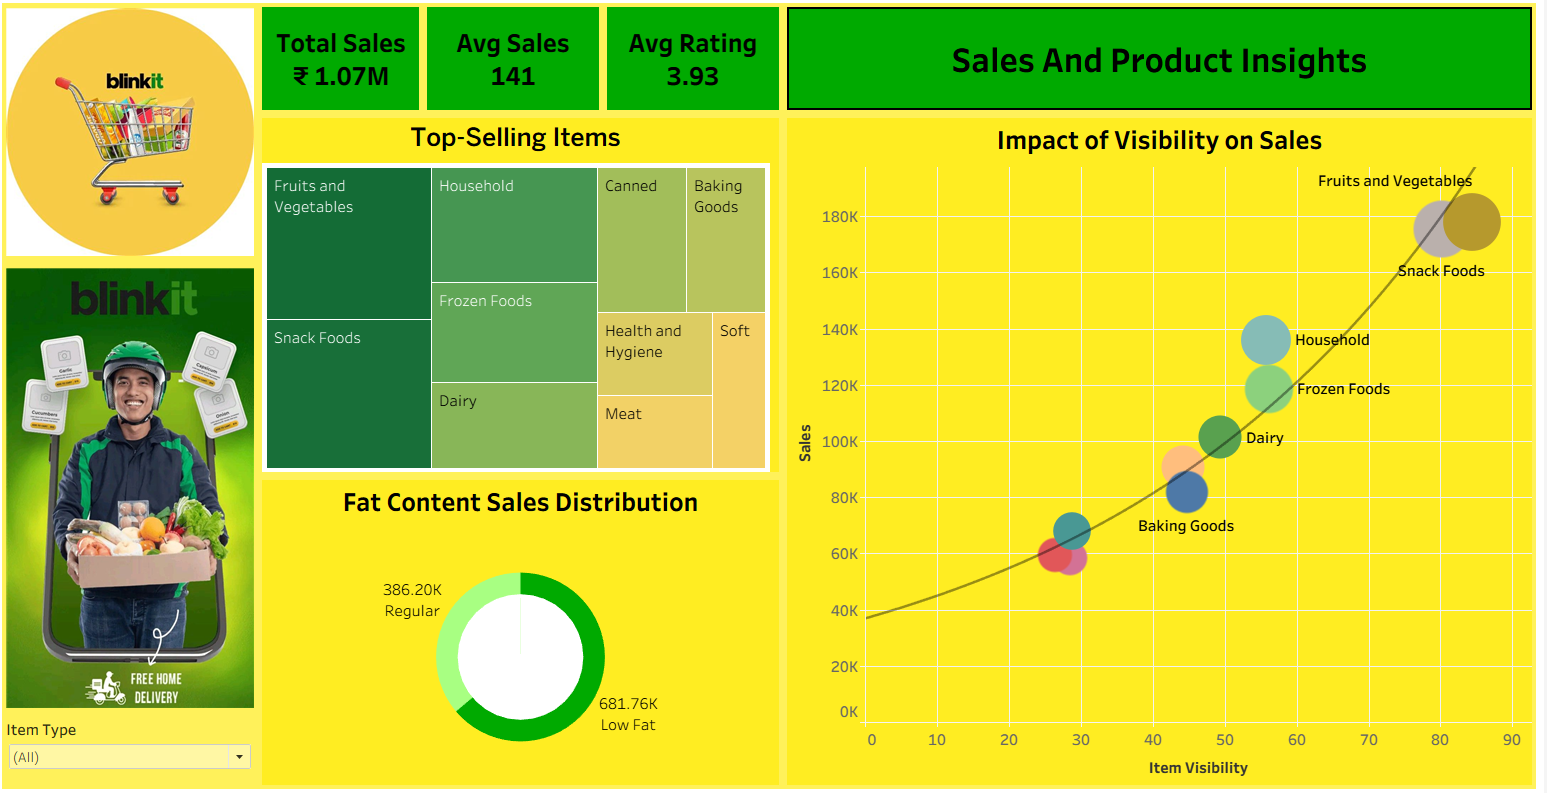 blinkit
Total Sales
₹ 1.07M
Avg Sales
141
Avg Rating
3.93
Sales And Product Insights
Top-Selling Items
Fruits and
Vegetables
Snack Foods
Household
Frozen Foods
Dairy
Canned
Baking
Goods
Health and
Hygiene
Meat
Soft
Impact of Visibility on Sales
Fruits and Vegetables
Snack Foods
Household
Frozen Foods
Dairy
Baking Goods
Sales
180K
160K
140K
120K
100K
80K
60K
40K
20K
0K
0 10 20 30 40 50 60 70 80 90
Item Visibility
Fat Content Sales Distribution
386.20K
Regular
681.76K
Low Fat
blinkit
Garlic
Capsicum
Cucumbers
Onion
FREE HOME
DELIVERY
Item Type
(All)